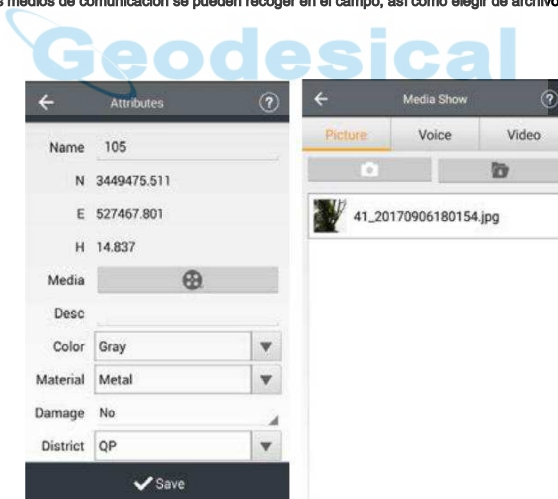 s medios de comunicación se pueden recoger en el campo, así como elegir de archivo
Geodesical
Attributes
?
Name 105
N 3449475.511
E 527467.801
H 14.837
Media
Desc
Color Gray
Material Metal
Damage No
District QP
Save
Media Show
?
Picture Voice Video
41_20170906180154.jpg